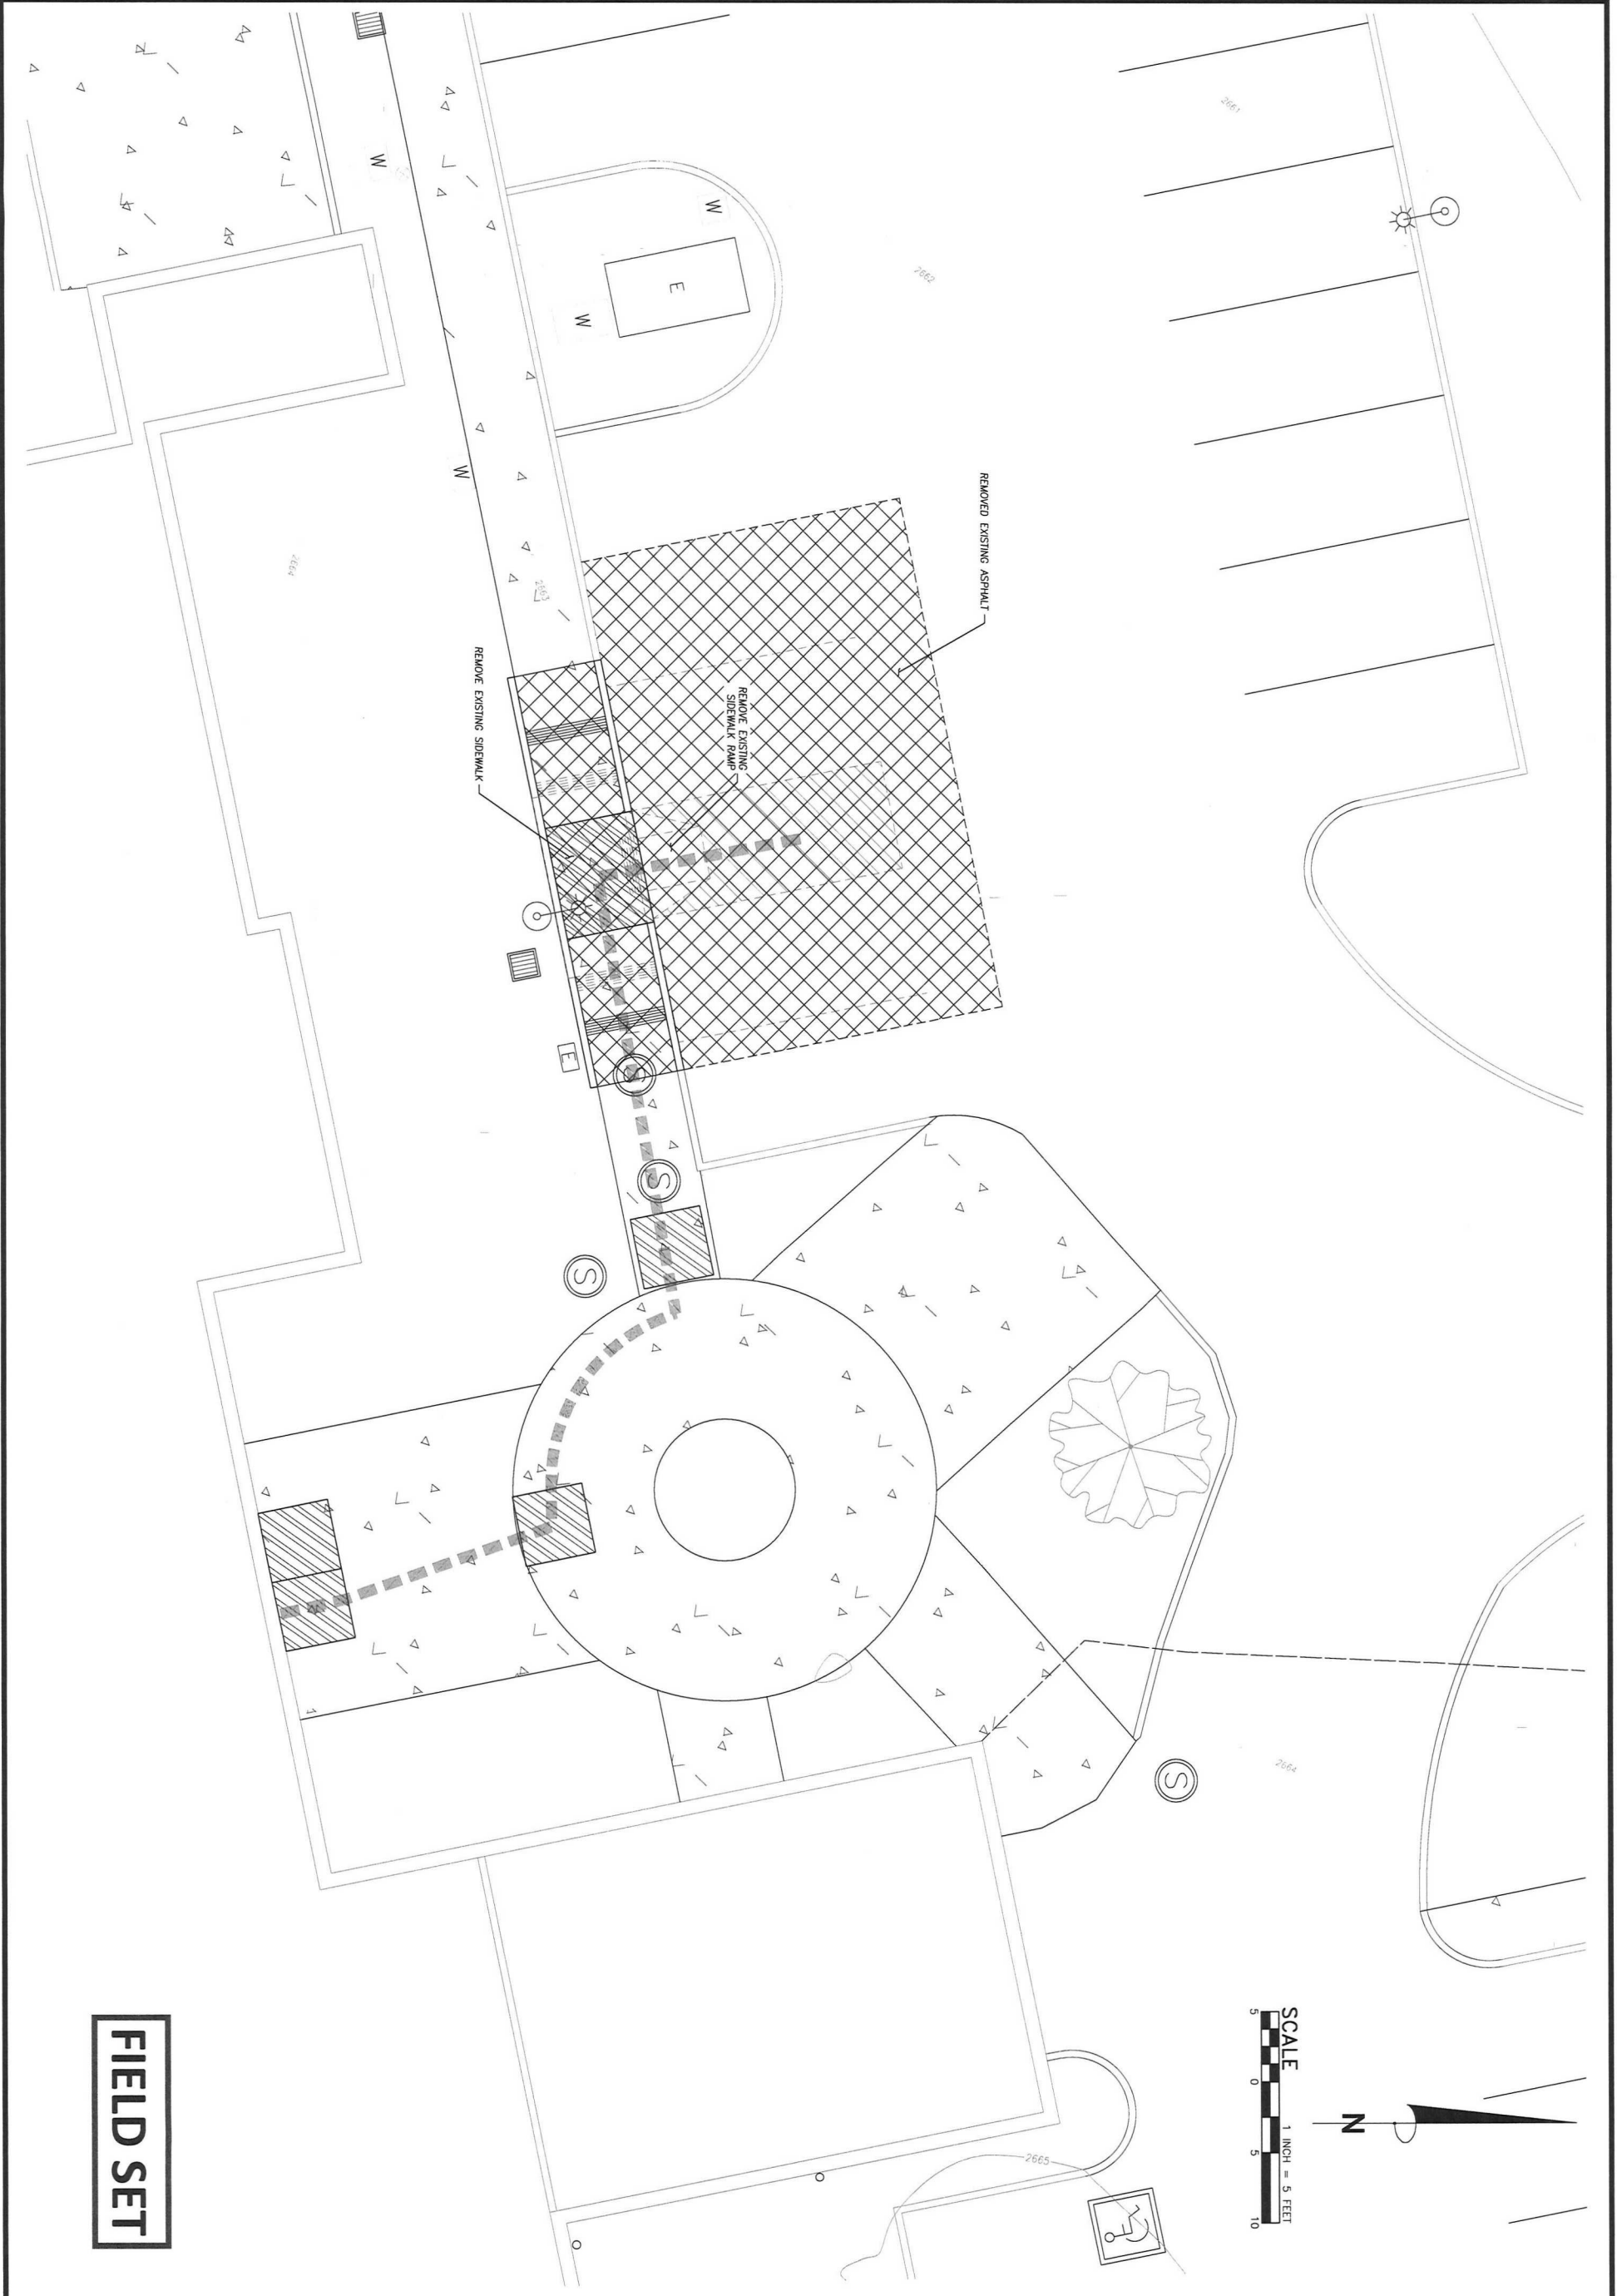 REMOVED EXISTING ASPHALT
REMOVE EXISTING
SIDEWALK RAMP
REMOVE EXISTING SIDEWALK
2661
2662
2663
2664
2664
2665
W
W
W
W
E
E
S
S
S
S
SCALE
1 INCH = 5 FEET
5
0
5
10
N
FIELD SET